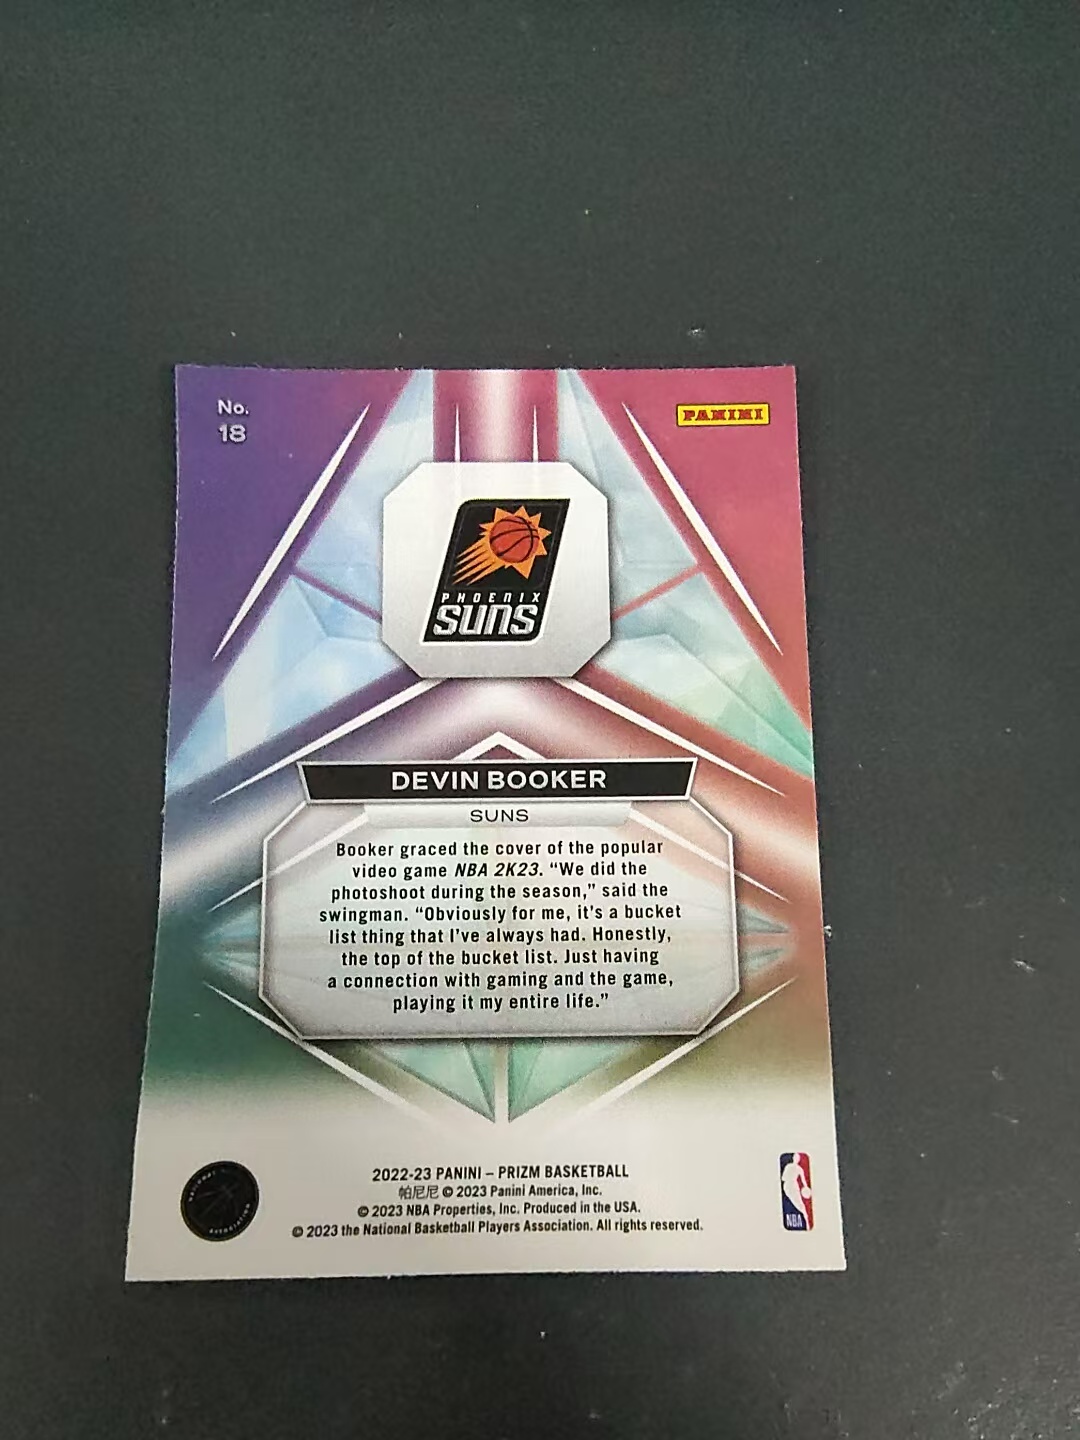 No.
18
PANINI
PHOENIX
SUNS
DEVIN BOOKER
SUNS
Booker graced the cover of the popular
video game NBA 2K23. “We did the
photoshoot during the season,” said the
swingman. “Obviously for me, it’s a bucket
list thing that I’ve always had. Honestly,
the top of the bucket list. Just having
a connection with gaming and the game,
playing it my entire life.”
2022-23 PANINI – PRIZM BASKETBALL
帕尼尼 © 2023 Panini America, Inc.
© 2023 NBA Properties, Inc. Produced in the USA.
© 2023 the National Basketball Players Association. All rights reserved.
NBA